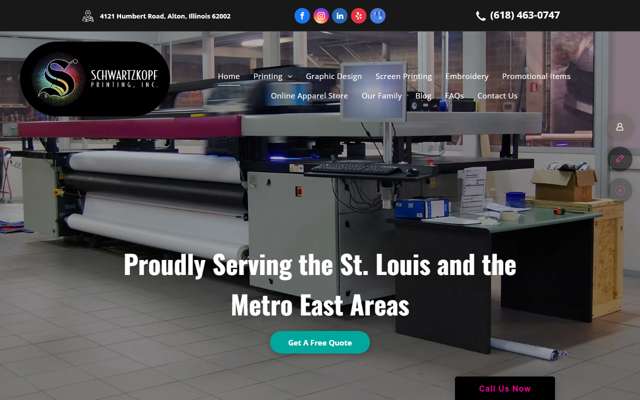 4121 Humbert Road, Alton, Illinois 62002
(618) 463-0747
SCHWARTZKOPF
PRINTING, INC.
Home Printing Graphic Design Screen Printing Embroidery Promotional Items
Online Apparel Store Our Family Blog FAQs Contact Us
Proudly Serving the St. Louis and the
Metro East Areas
Get A Free Quote
Call Us Now